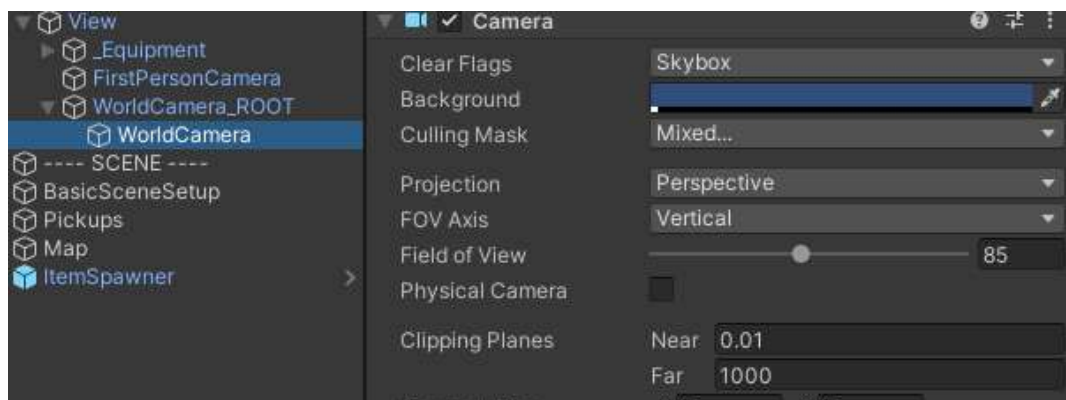 View
_Equipment
FirstPersonCamera
WorldCamera_ROOT
WorldCamera
---- SCENE ----
BasicSceneSetup
Pickups
Map
ItemSpawner
Camera
Clear Flags Skybox
Background
Culling Mask Mixed...
Projection Perspective
FOV Axis Vertical
Field of View 85
Physical Camera
Clipping Planes Near 0.01
Far 1000